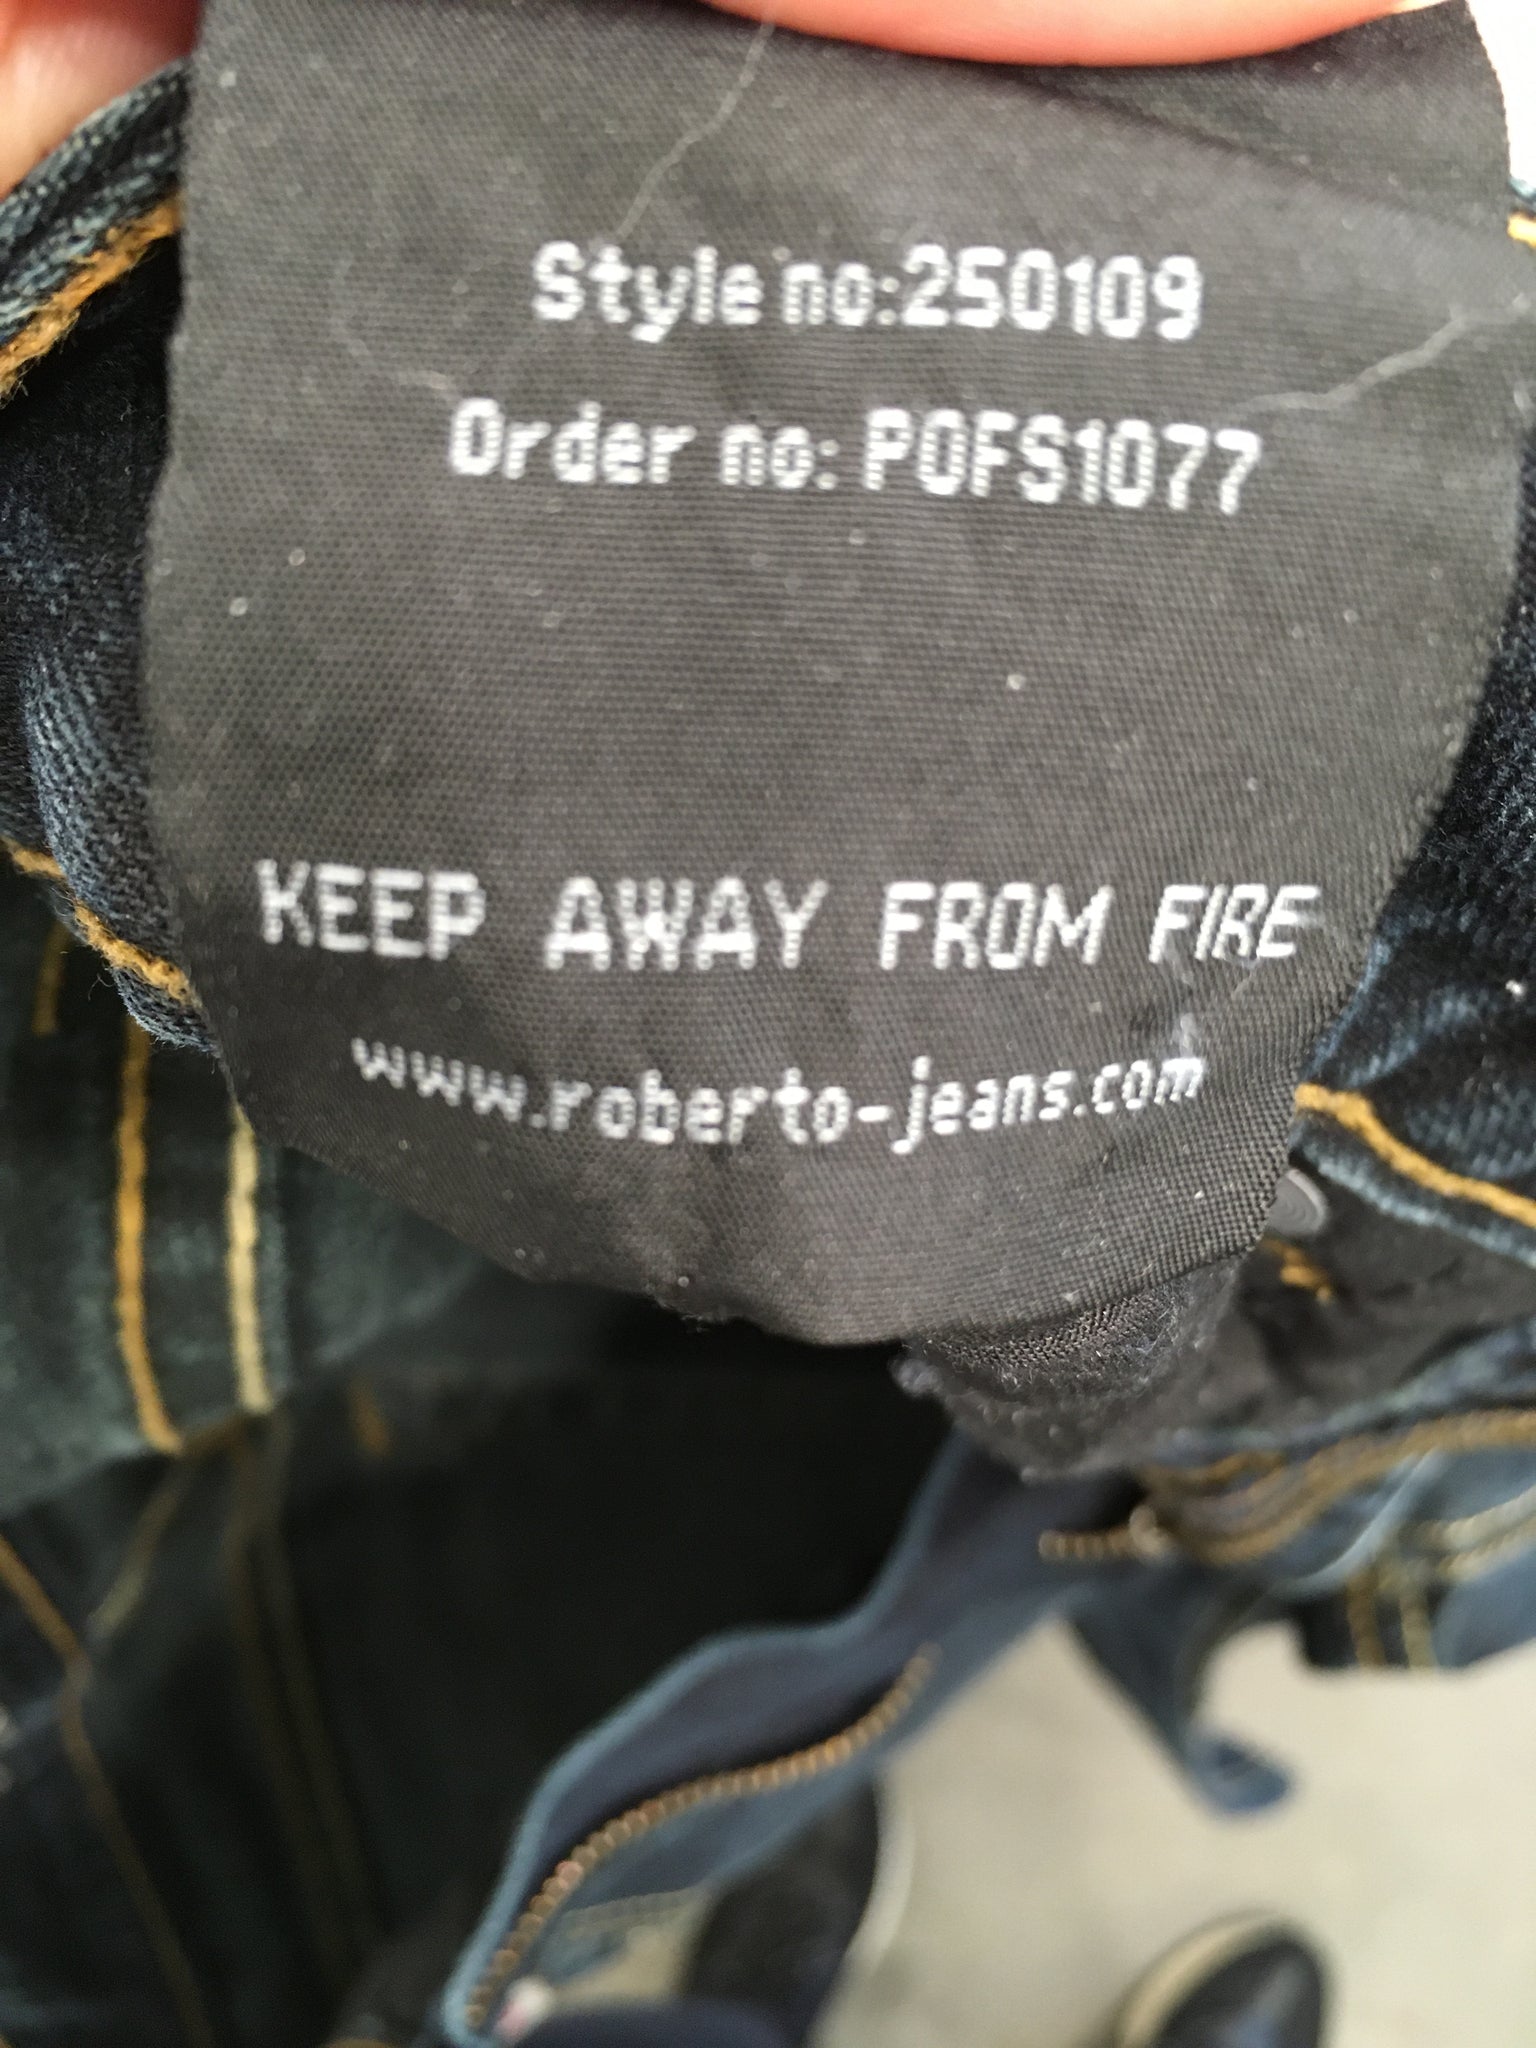 Style no:250109
Order no: POFS1077
KEEP AWAY FROM FIRE
www.roberto-jeans.com